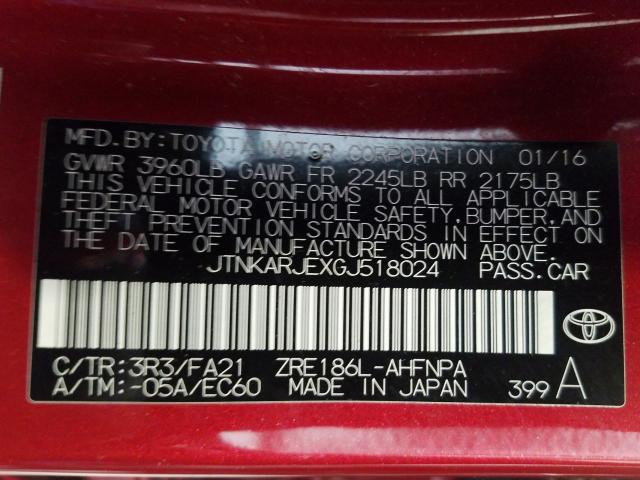 MFD. BY: TOYOTA MOTOR CORPORATION 01/16
GVWR 3960LB GAWR FR 2245LB RR 2175LB
THIS VEHICLE CONFORMS TO ALL APPLICABLE
FEDERAL MOTOR VEHICLE SAFETY, BUMPER, AND
THEFT PREVENTION STANDARDS IN EFFECT ON
THE DATE OF MANUFACTURE SHOWN ABOVE.
JTNKARJEXGJ518024 PASS. CAR
C/TR: 3R3/FA21 ZRE186L-AHFNPA
A/TM: -05A/EC60 MADE IN JAPAN 399 A